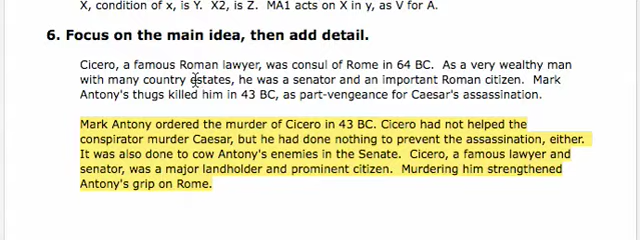 X, condition of x, is Y.  X2, is Z.  MA1 acts on X in y, as V for A.
6. Focus on the main idea, then add detail.
Cicero, a famous Roman lawyer, was consul of Rome in 64 BC.  As a very wealthy man
with many country estates, he was a senator and an important Roman citizen.  Mark
Antony's thugs killed him in 43 BC, as part-vengeance for Caesar's assassination.
Mark Antony ordered the murder of Cicero in 43 BC. Cicero had not helped the
conspirator murder Caesar, but he had done nothing to prevent the assassination, either.
It was also done to cow Antony's enemies in the Senate.  Cicero, a famous lawyer and
senator, was a major landholder and prominent citizen.  Murdering him strengthened
Antony's grip on Rome.